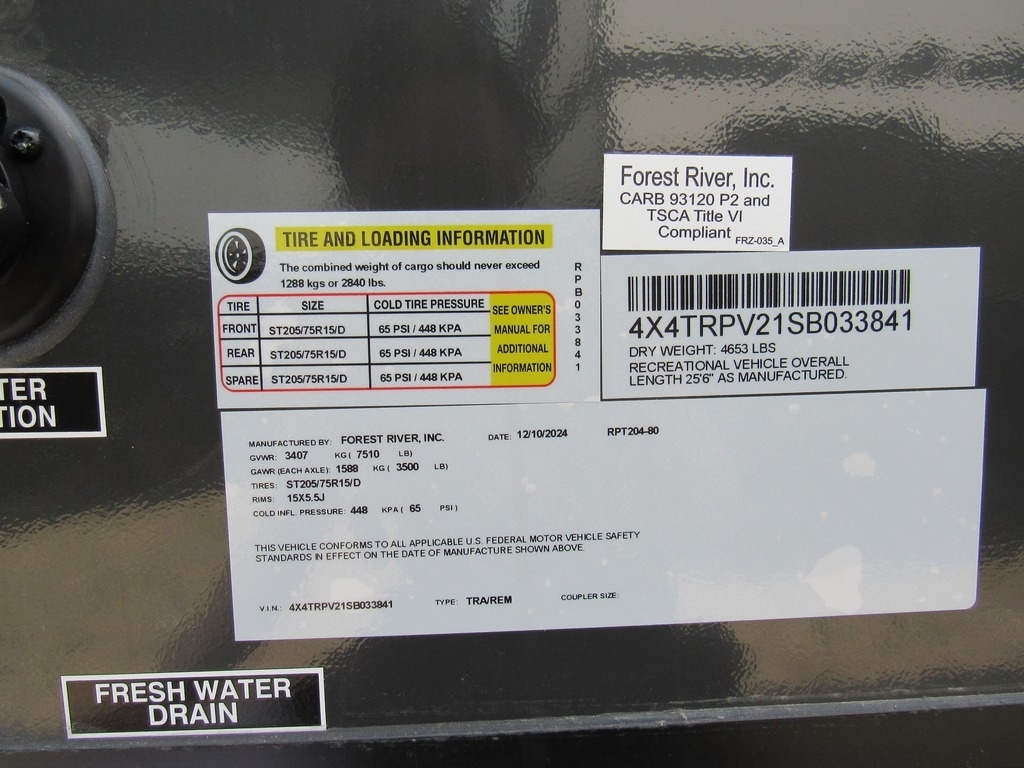 Forest River, Inc.
CARB 93120 P2 and
TSCA Title VI
Compliant FRZ-035_A
TIRE AND LOADING INFORMATION
The combined weight of cargo should never exceed
1288 kgs or 2840 lbs.
TIRE SIZE COLD TIRE PRESSURE
FRONT ST205/75R15/D 65 PSI / 448 KPA
REAR ST205/75R15/D 65 PSI / 448 KPA
SPARE ST205/75R15/D 65 PSI / 448 KPA
SEE OWNER'S
MANUAL FOR
ADDITIONAL
INFORMATION
RPB033841
4X4TRPV21SB033841
DRY WEIGHT: 4653 LBS
RECREATIONAL VEHICLE OVERALL
LENGTH 25'6" AS MANUFACTURED.
TER
TION
MANUFACTURED BY: FOREST RIVER, INC. DATE: 12/10/2024 RPT204-80
GVWR: 3407 KG ( 7510 LB)
GAWR (EACH AXLE): 1588 KG ( 3500 LB)
TIRES: ST205/75R15/D
RIMS: 15X5.5J
COLD INFL. PRESSURE: 448 KPA ( 65 PSI )
THIS VEHICLE CONFORMS TO ALL APPLICABLE U.S. FEDERAL MOTOR VEHICLE SAFETY
STANDARDS IN EFFECT ON THE DATE OF MANUFACTURE SHOWN ABOVE.
V.I.N.: 4X4TRPV21SB033841 TYPE: TRA/REM COUPLER SIZE:
FRESH WATER
DRAIN